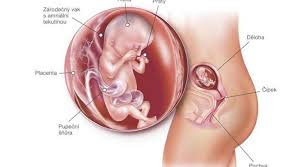 Prsty
Zárodečný vak
s amniální
tekutinou
Děloha
Placenta
Čípek
Pupeční
šňůra